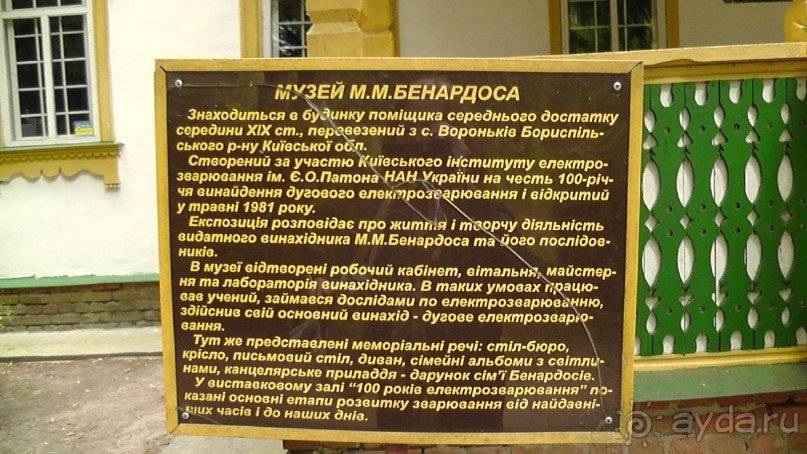 МУЗЕЙ М.М.БЕНАРДОСА
Знаходиться в будинку поміщика середнього достатку
середини XIX ст., перевезений з с. Вороньків Бориспіль-
ського р-ну Київської обл.
Створений за участю Київського інституту електро-
зварювання ім. Є.О.Патона НАН України на честь 100-річ-
чя винайдення дугового електрозварювання і відкритий
у травні 1981 року.
Експозиція розповідає про життя і творчу діяльність
видатного винахідника М.М.Бенардоса та його послідов-
ників.
В музеї відтворені робочий кабінет, вітальня, майстер-
ня та лабораторія винахідника. В таких умовах працю-
вав учений, займався дослідами по електрозварюванню,
здійснив свій основний винахід - дугове електрозварю-
вання.
Тут же представлені меморіальні речі: стіл-бюро,
крісло, письмовий стіл, диван, сімейні альбоми з світли-
нами, канцелярське приладдя - дарунок сім'ї Бенардосів.
У виставковому залі "100 років електрозварювання" по-
казані основні етапи розвитку зварювання від найдавні-
ших часів і до наших днів.
ayda.ru